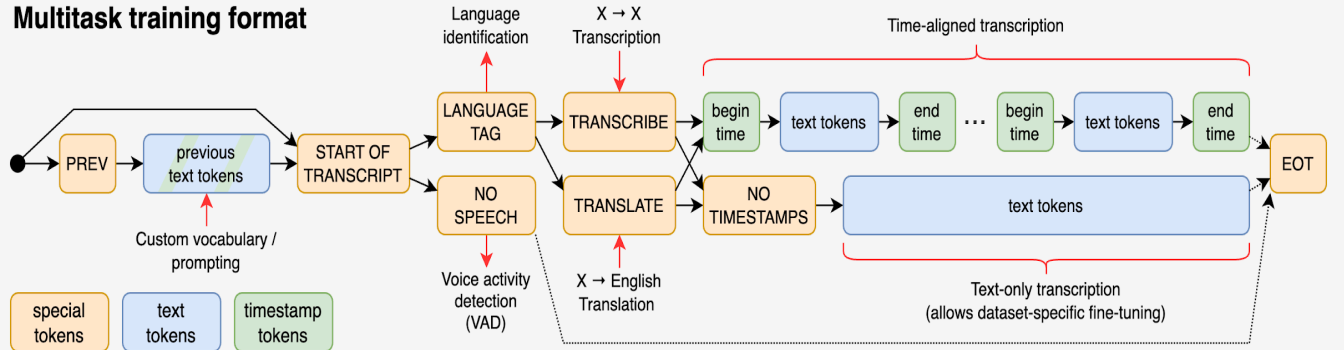 Multitask training format
Language
identification
X → X
Transcription
Time-aligned transcription
PREV
previous
text tokens
START OF
TRANSCRIPT
LANGUAGE
TAG
TRANSCRIBE
begin
time
text tokens
end
time
...
begin
time
text tokens
end
time
EOT
NO
SPEECH
TRANSLATE
NO
TIMESTAMPS
text tokens
Custom vocabulary /
prompting
Voice activity
detection
(VAD)
X → English
Translation
Text-only transcription
(allows dataset-specific fine-tuning)
special
tokens
text
tokens
timestamp
tokens